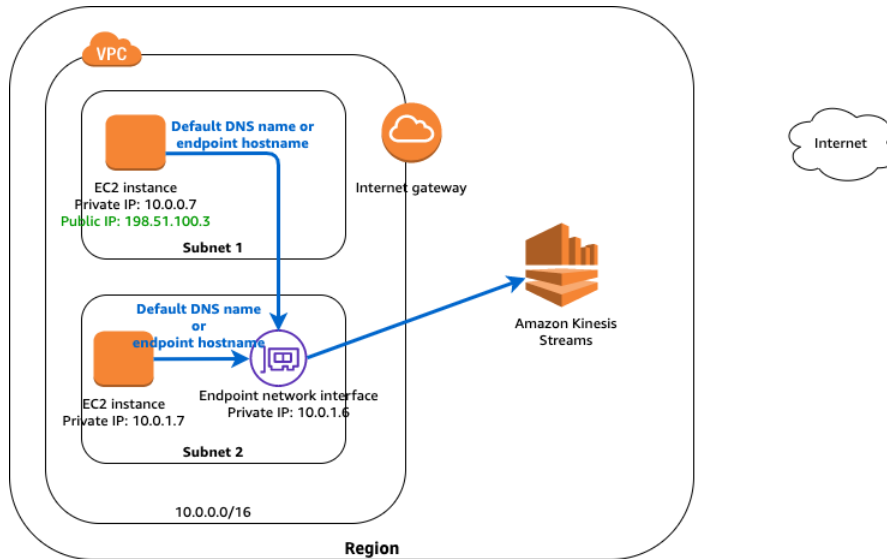 VPC
Default DNS name or
endpoint hostname
EC2 instance
Private IP: 10.0.0.7
Public IP: 198.51.100.3
Subnet 1
Internet gateway
Internet
Default DNS name
or
endpoint hostname
EC2 instance
Private IP: 10.0.1.7
Endpoint network interface
Private IP: 10.0.1.6
Subnet 2
Amazon Kinesis
Streams
10.0.0.0/16
Region